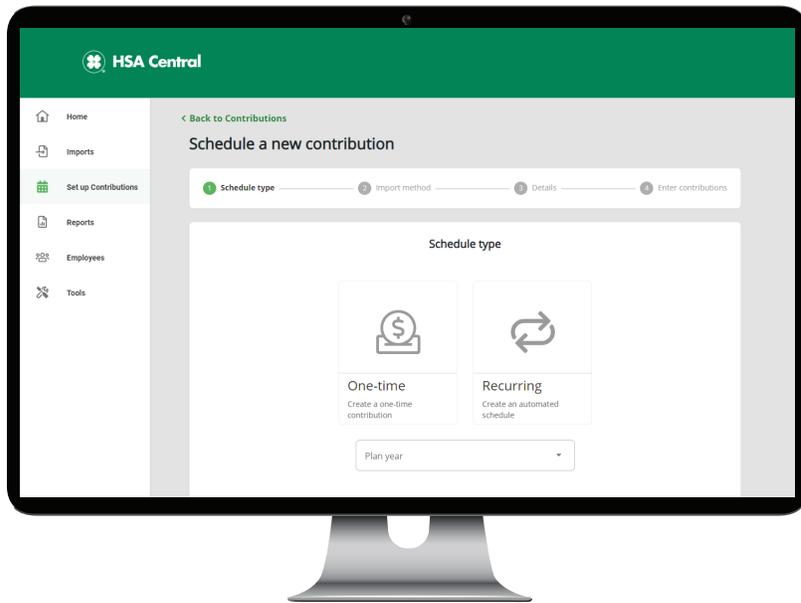 HSA Central
Home
Imports
Set up Contributions
Reports
Employees
Tools
< Back to Contributions
Schedule a new contribution
1 Schedule type
2 Import method
3 Details
4 Enter contributions
Schedule type
$
One-time
Create a one-time
contribution
Recurring
Create an automated
schedule
Plan year